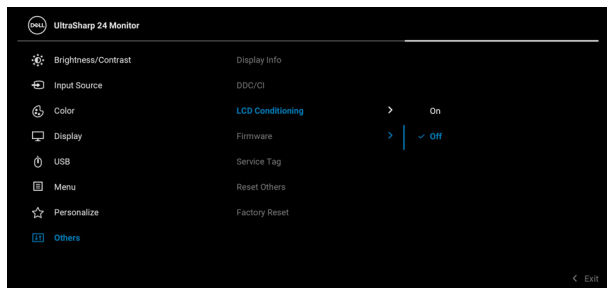 DELL UltraSharp 24 Monitor
Brightness/Contrast
Input Source
Color
Display
USB
Menu
Personalize
Others
Display Info
DDC/CI
LCD Conditioning
Firmware
Service Tag
Reset Others
Factory Reset
On
Off
Exit